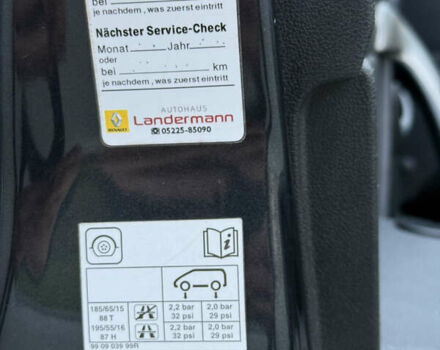 bei km
je nachdem, was zuerst eintritt
Nächster Service-Check
Monat Jahr
oder
bei km
je nachdem, was zuerst eintritt
AUTOHAUS
Landermann
05225-85090
RENAULT
i
185/65/15 2,2 bar 2,0 bar
88 T 32 psi 29 psi
195/55/16 2,2 bar 2,0 bar
87 H 32 psi 29 psi
99 09 039 99R